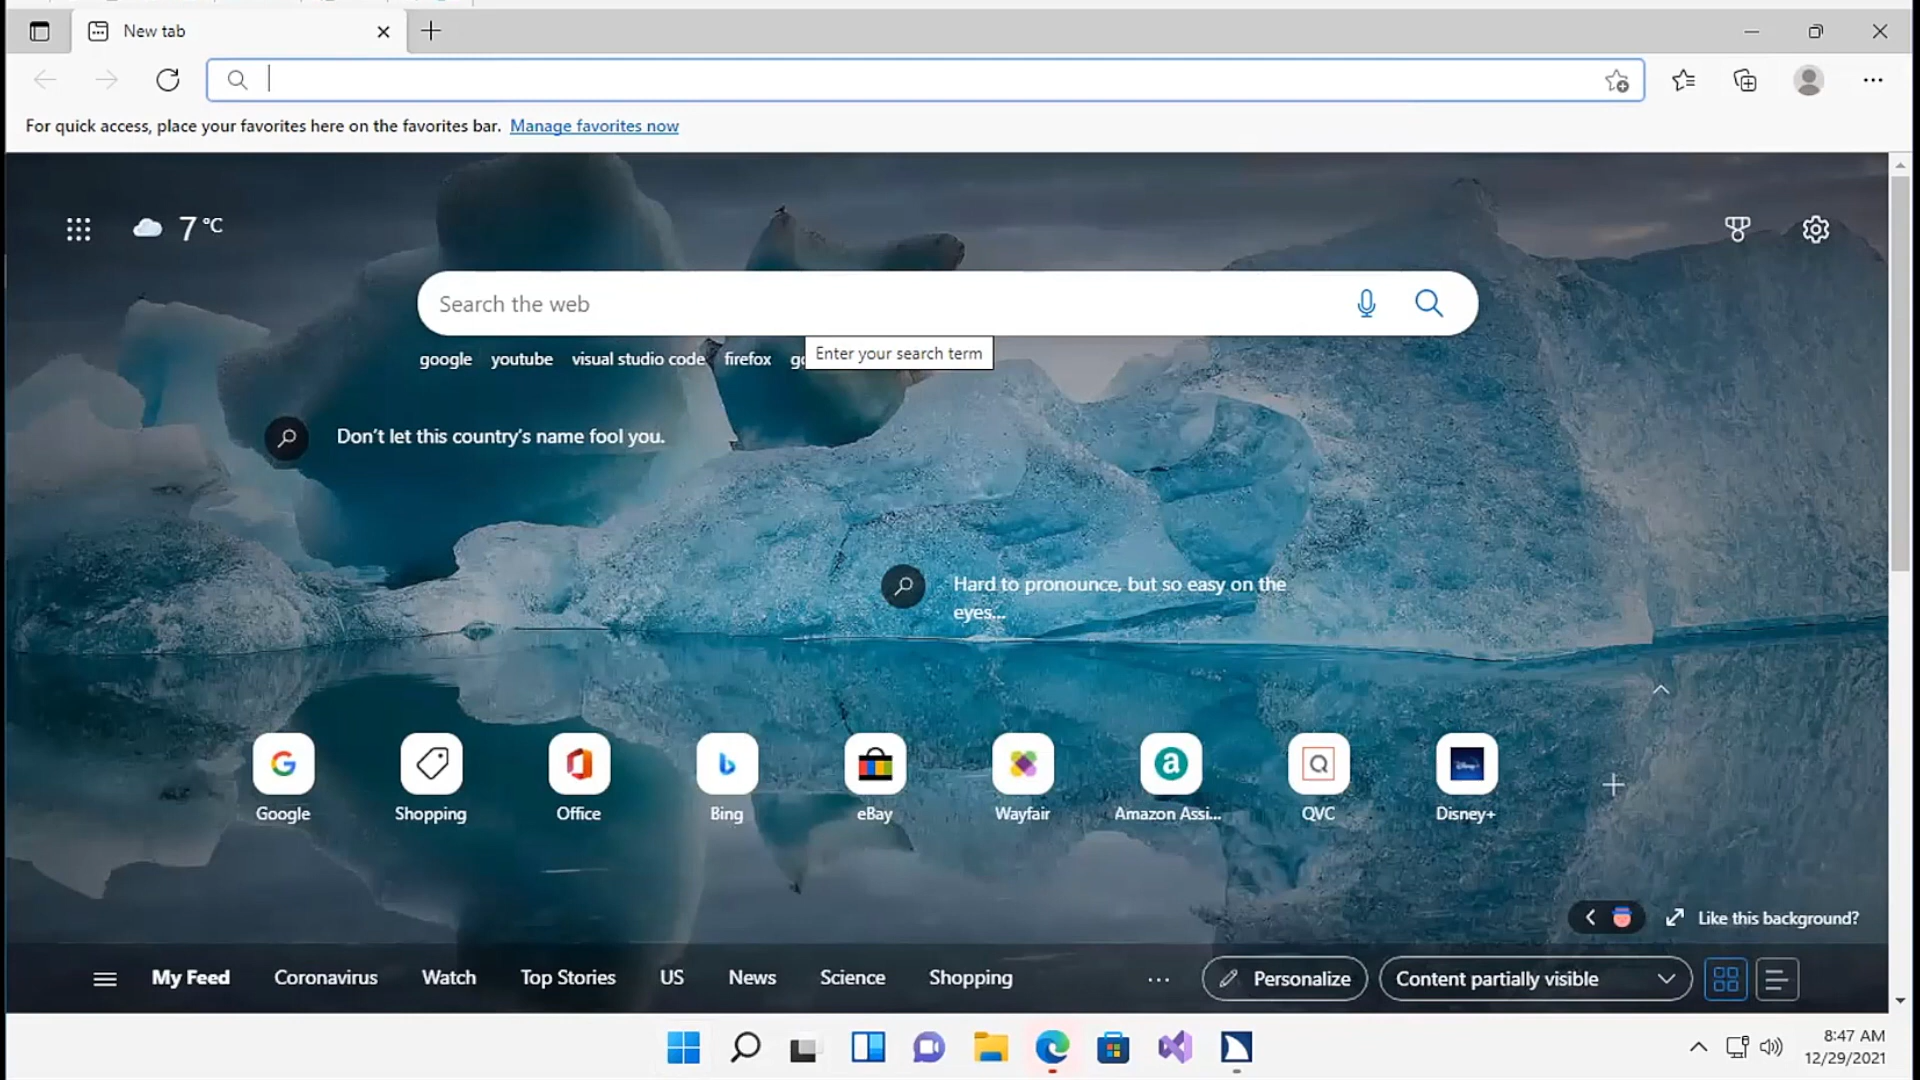 New tab
For quick access, place your favorites here on the favorites bar. Manage favorites now
7 °C
Search the web
google youtube visual studio code firefox
Enter your search term
Don't let this country's name fool you.
Hard to pronounce, but so easy on the
eyes...
Google Shopping Office Bing eBay Wayfair Amazon Assi... QVC Disney+
Like this background?
My Feed Coronavirus Watch Top Stories US News Science Shopping ... Personalize Content partially visible
8:47 AM
12/29/2021